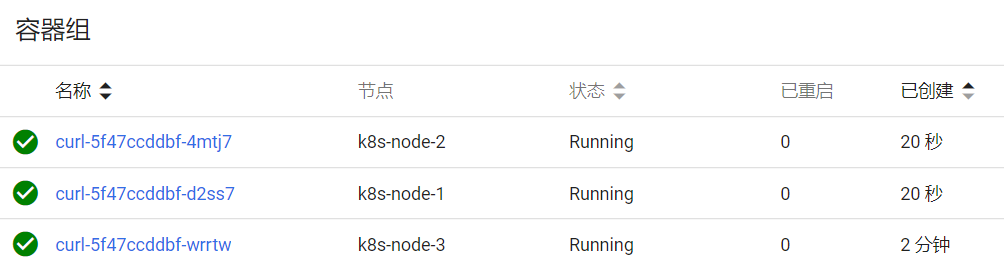 容器组
名称 节点 状态 已重启 已创建
curl-5f47ccddbf-4mtj7 k8s-node-2 Running 0 20 秒
curl-5f47ccddbf-d2ss7 k8s-node-1 Running 0 20 秒
curl-5f47ccddbf-wrrtw k8s-node-3 Running 0 2 分钟